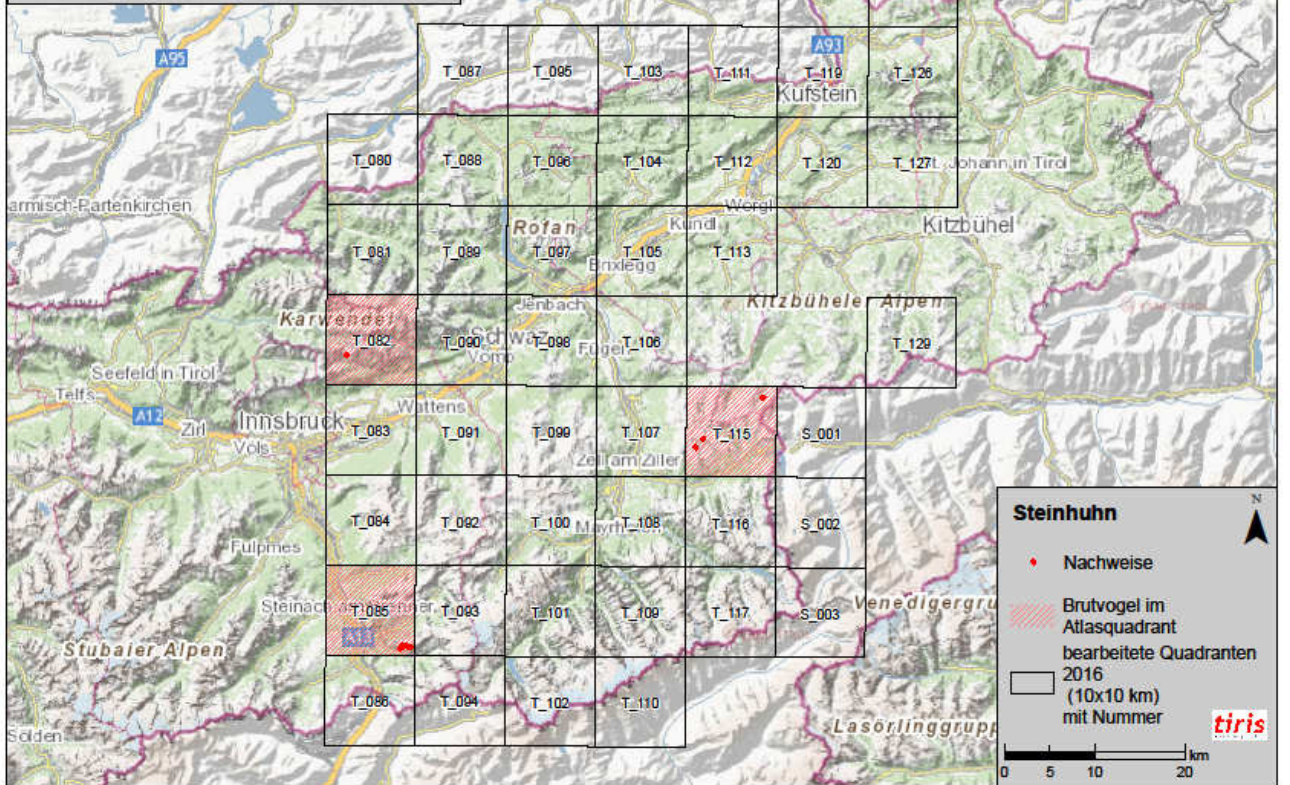 A95
A93
T_087
T_095
T_103
T_111
T_119
T_126
Kufstein
T_080
T_088
T_096
T_104
T_112
T_120
T_127
t. Johann in Tirol
armisch-Partenkirchen
Wörgl
Kundl
Kitzbühel
Rofan
T_081
T_089
T_097
T_105
T_113
Brixlegg
Jenbach
Kitzbüheler Alpen
Karwendel
T_082
T_090
Schwaz
T_098
Fügen
T_106
T_129
Vomp
Seefeld in Tirol
Telfs
A12
Zirl
Innsbruck
Völs
Wattens
T_083
T_091
T_099
T_107
T_115
S_001
Zell am Ziller
T_084
T_092
T_100
Mayrhofen
T_108
T_116
S_002
Fulpmes
Steinach am Brenner
T_085
T_093
T_101
T_109
T_117
S_003
Venedigergru
A13
Stubaier Alpen
T_086
T_094
T_102
T_110
Sölden
Lasörlinggrupp
N
Steinhuhn
Nachweise
Brutvogel im
Atlasquadrant
bearbeitete Quadranten
2016
(10x10 km)
mit Nummer
tiris
km
0 5 10 20